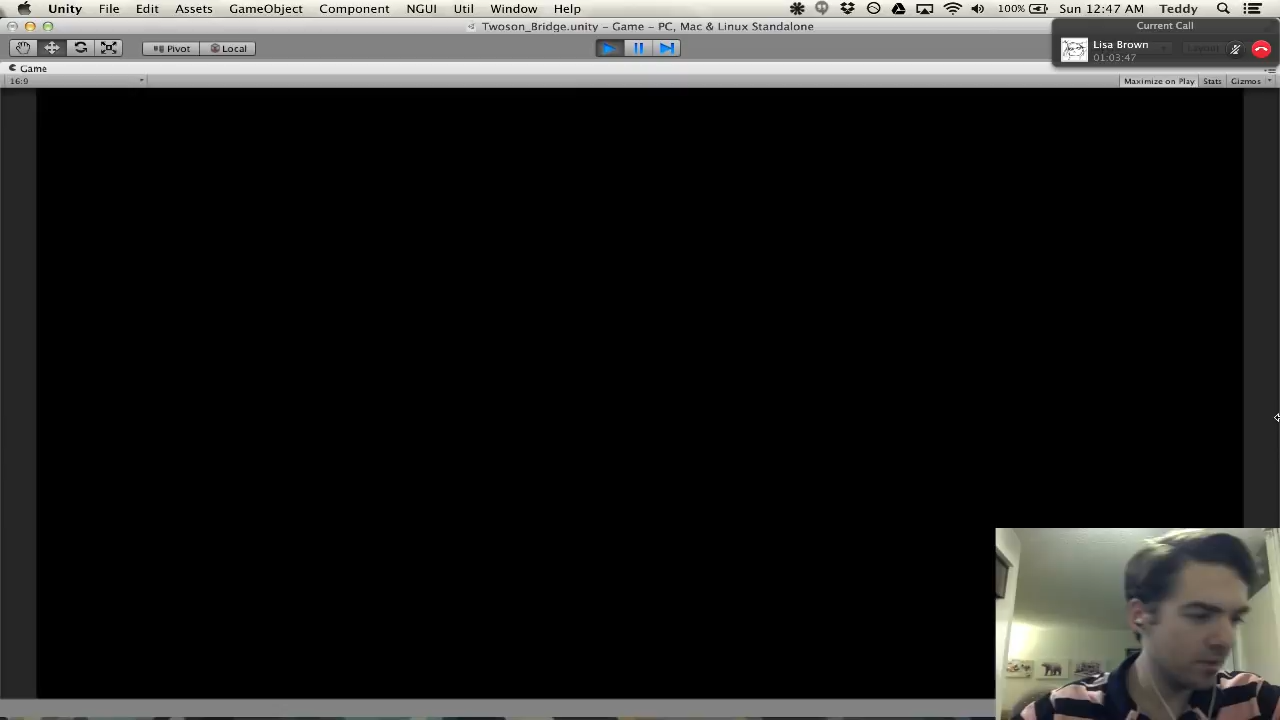 Unity File Edit Assets GameObject Component NGUI Util Window Help 100% Sun 12:47 AM Teddy
Twoson_Bridge.unity – Game – PC, Mac & Linux Standalone
Current Call
Pivot Local
Lisa Brown
01:03:47
Game
16:9
Maximize on Play Stats Gizmos